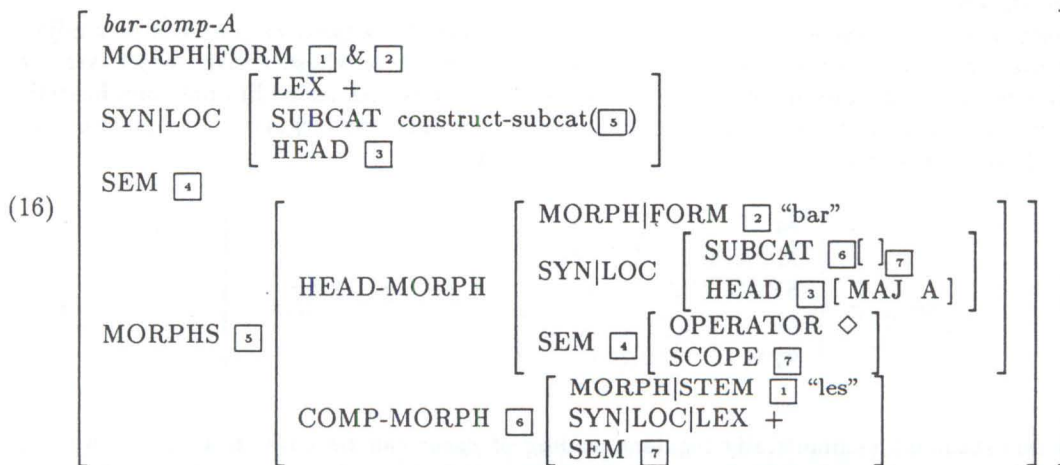 bar-comp-A
MORPH|FORM 1 & 2
LEX +
SYN|LOC SUBCAT construct-subcat(5)
HEAD 3
SEM 4
(16)
MORPH|FORM 2 “bar”
SUBCAT 6[ ]7
SYN|LOC
HEAD 3 [ MAJ A ]
HEAD-MORPH
OPERATOR ◇
SEM 4
SCOPE 7
MORPHS 5
MORPH|STEM 1 “les”
COMP-MORPH 6 SYN|LOC|LEX +
SEM 7